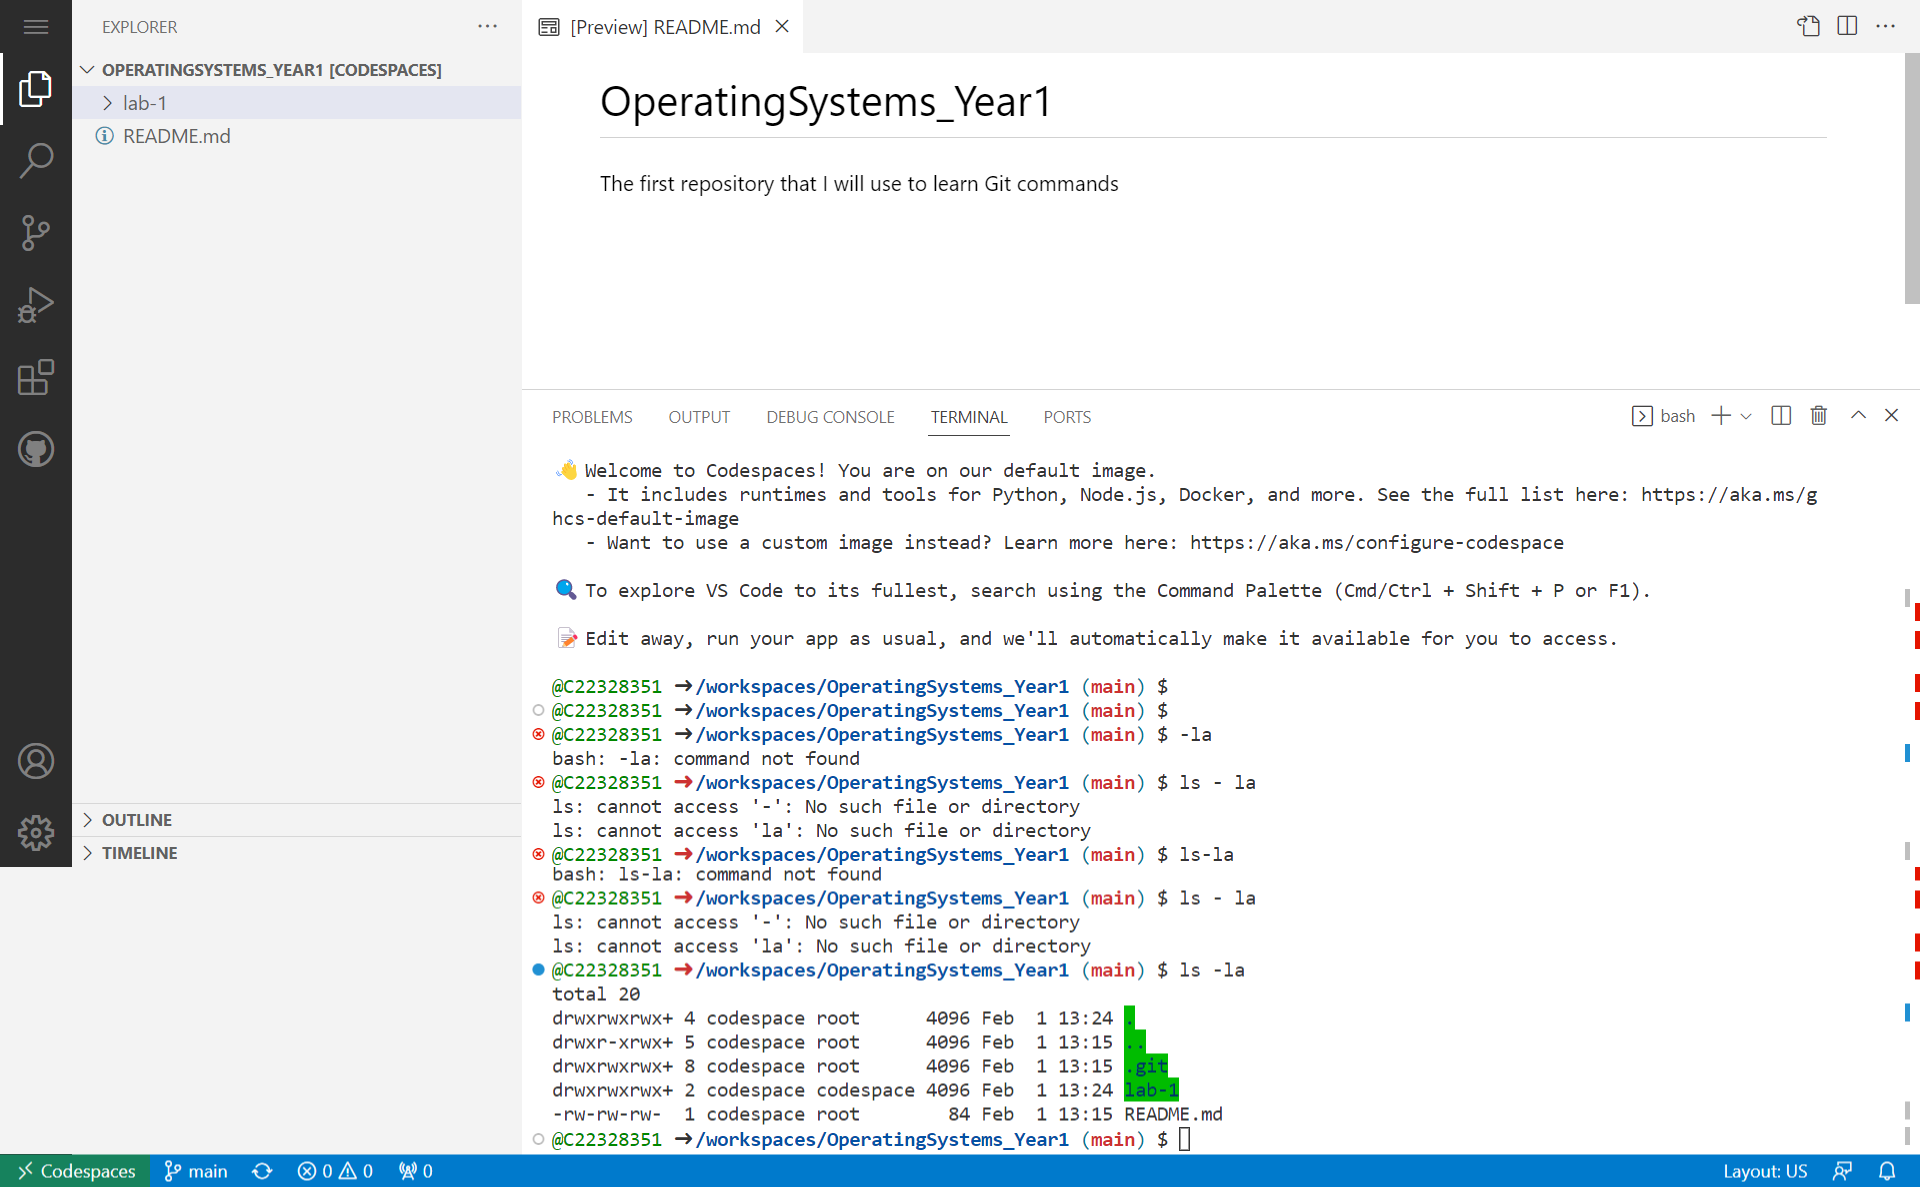 EXPLORER
OPERATINGSYSTEMS_YEAR1 [CODESPACES]
lab-1
README.md
OUTLINE
TIMELINE
[Preview] README.md
OperatingSystems_Year1
The first repository that I will use to learn Git commands
PROBLEMS OUTPUT DEBUG CONSOLE TERMINAL PORTS
bash
👋 Welcome to Codespaces! You are on our default image.
- It includes runtimes and tools for Python, Node.js, Docker, and more. See the full list here: https://aka.ms/g
hcs-default-image
- Want to use a custom image instead? Learn more here: https://aka.ms/configure-codespace
🔍 To explore VS Code to its fullest, search using the Command Palette (Cmd/Ctrl + Shift + P or F1).
📝 Edit away, run your app as usual, and we'll automatically make it available for you to access.
@C22328351 ➜/workspaces/OperatingSystems_Year1 (main) $
@C22328351 ➜/workspaces/OperatingSystems_Year1 (main) $
@C22328351 ➜/workspaces/OperatingSystems_Year1 (main) $ -la
bash: -la: command not found
@C22328351 ➜/workspaces/OperatingSystems_Year1 (main) $ ls - la
ls: cannot access '-': No such file or directory
ls: cannot access 'la': No such file or directory
@C22328351 ➜/workspaces/OperatingSystems_Year1 (main) $ ls-la
bash: ls-la: command not found
@C22328351 ➜/workspaces/OperatingSystems_Year1 (main) $ ls - la
ls: cannot access '-': No such file or directory
ls: cannot access 'la': No such file or directory
@C22328351 ➜/workspaces/OperatingSystems_Year1 (main) $ ls -la
total 20
drwxrwxrwx+ 4 codespace root      4096 Feb  1 13:24 .
drwxr-xrwx+ 5 codespace root      4096 Feb  1 13:15 ..
drwxrwxrwx+ 8 codespace root      4096 Feb  1 13:15 .git
drwxrwxrwx+ 2 codespace codespace 4096 Feb  1 13:24 lab-1
-rw-rw-rw-  1 codespace root        84 Feb  1 13:15 README.md
@C22328351 ➜/workspaces/OperatingSystems_Year1 (main) $
Codespaces main 0 0 0 Layout: US